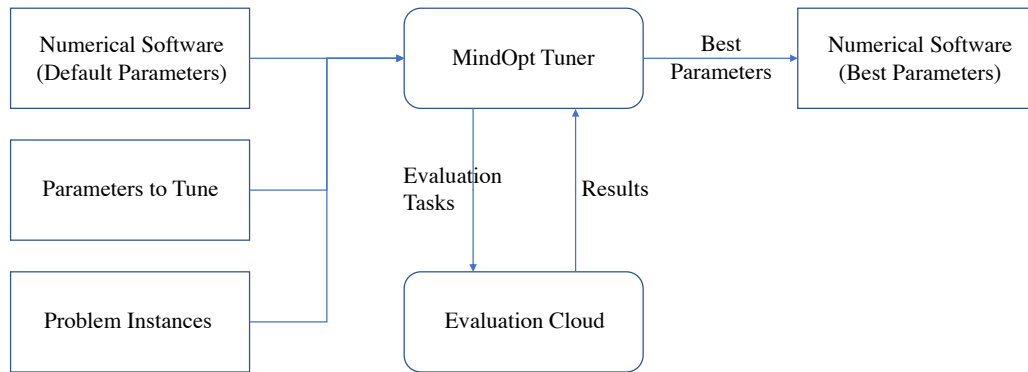 Numerical Software
(Default Parameters)
MindOpt Tuner
Best
Parameters
Numerical Software
(Best Parameters)
Parameters to Tune
Evaluation
Tasks
Results
Problem Instances
Evaluation Cloud